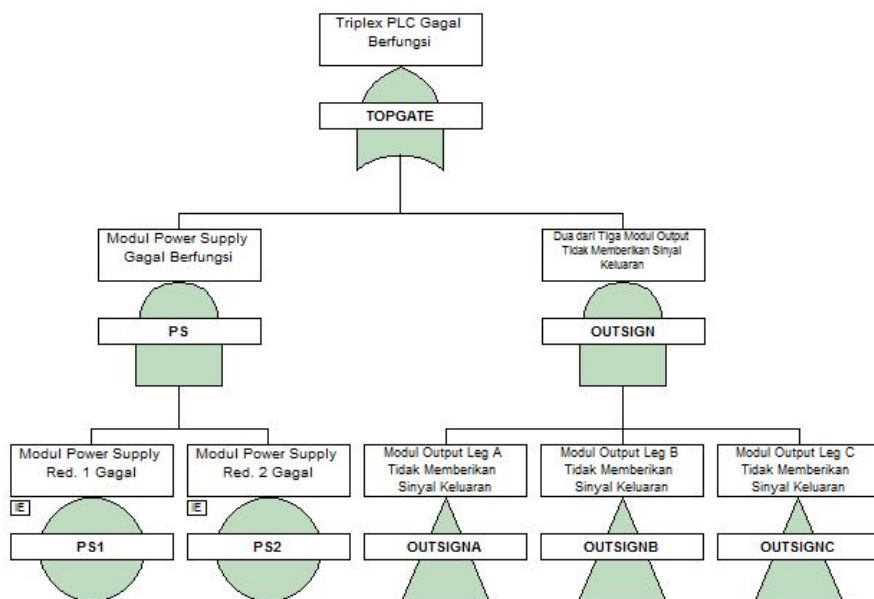 Triplex PLC Gagal
Berfungsi
TOPGATE
Modul Power Supply
Gagal Berfungsi
PS
Dua dari Tiga Modul Output
Tidak Memberikan Sinyal
Keluaran
OUTSIGN
Modul Power Supply
Red. 1 Gagal
IE
PS1
Modul Power Supply
Red. 2 Gagal
IE
PS2
Modul Output Leg A
Tidak Memberikan
Sinyal Keluaran
OUTSIGNA
Modul Output Leg B
Tidak Memberikan
Sinyal Keluaran
OUTSIGNB
Modul Output Leg C
Tidak Memberikan
Sinyal Keluaran
OUTSIGNC